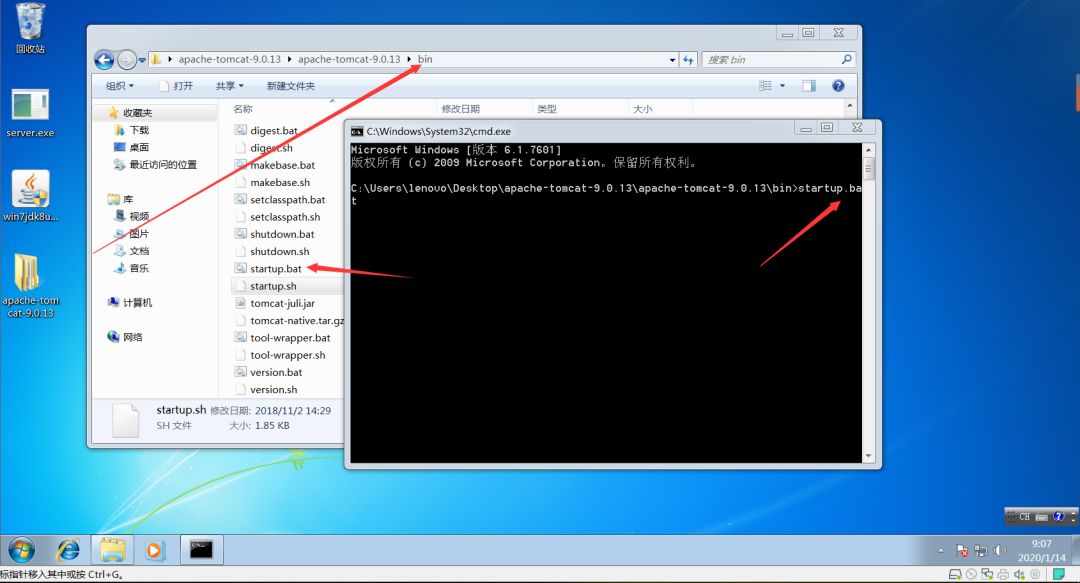 回收站
server.exe
win7jdk8u...
apache-tom
cat-9.0.13
apache-tomcat-9.0.13
apache-tomcat-9.0.13
bin
搜索 bin
组织
打开
共享
新建文件夹
收藏夹
下载
桌面
最近访问的位置
库
视频
图片
文档
音乐
计算机
网络
名称
修改日期
类型
大小
digest.bat
digest.sh
makebase.bat
makebase.sh
setclasspath.bat
setclasspath.sh
shutdown.bat
shutdown.sh
startup.bat
startup.sh
tomcat-juli.jar
tomcat-native.tar.gz
tool-wrapper.bat
tool-wrapper.sh
version.bat
version.sh
startup.sh 修改日期: 2018/11/2 14:29
SH 文件 大小: 1.85 KB
C:\Windows\System32\cmd.exe
Microsoft Windows [版本 6.1.7601]
版权所有 (c) 2009 Microsoft Corporation。保留所有权利。
C:\Users\lenovo\Desktop\apache-tomcat-9.0.13\apache-tomcat-9.0.13\bin>startup.ba
t
CH
9:07
2020/1/14
标指针移入其中或按 Ctrl+G。